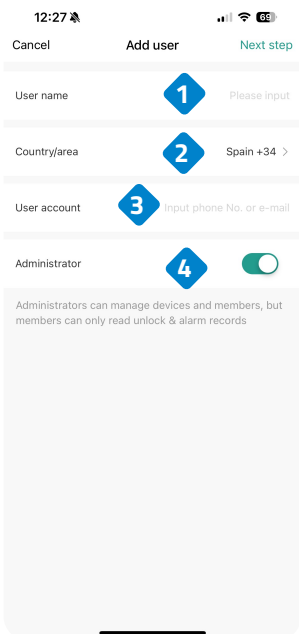 12:27 69
Cancel Add user Next step
User name 1 Please input
Country/area 2 Spain +34
User account 3 Input phone No. or e-mail
Administrator 4
Administrators can manage devices and members, but
members can only read unlock & alarm records